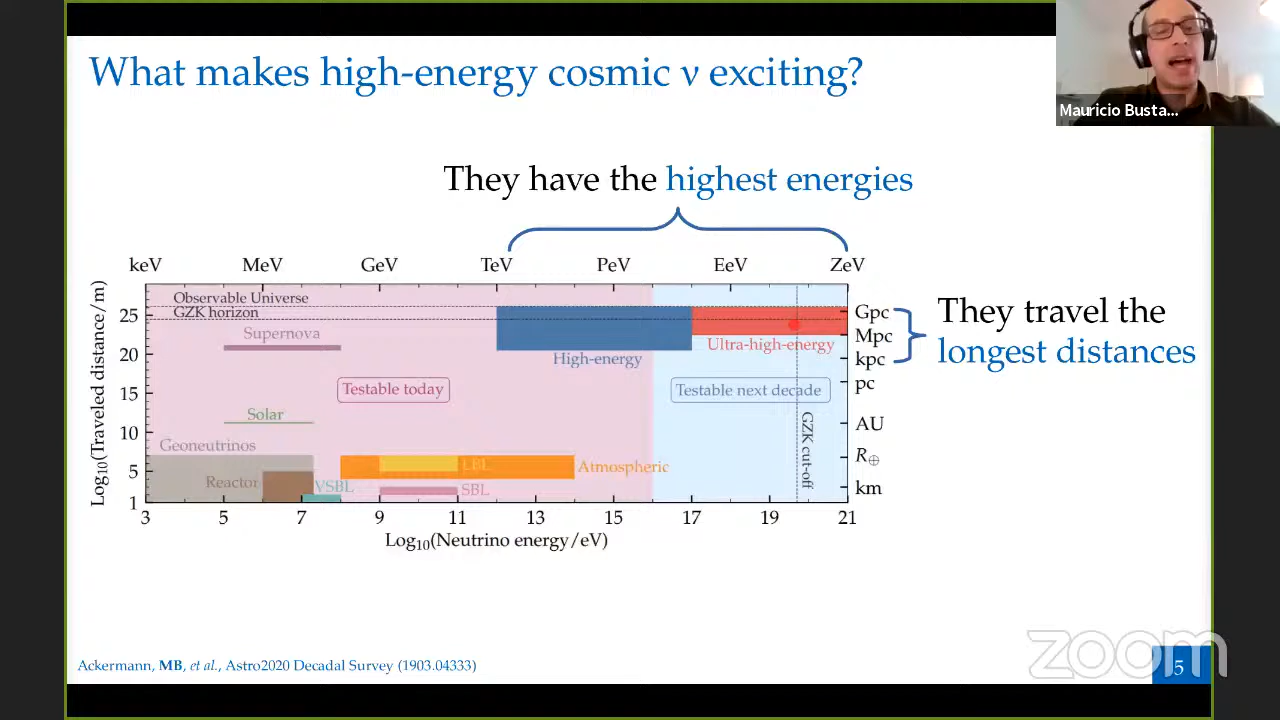 What makes high-energy cosmic ν exciting?
Mauricio Busta...
They have the highest energies
keV MeV GeV TeV PeV EeV ZeV
Observable Universe
GZK horizon
Supernova
High-energy
Ultra-high-energy
Testable today
Testable next decade
Solar
Geoneutrinos
Reactor
VSBL
LBL
SBL
Atmospheric
GZK cut-off
Gpc
Mpc
kpc
pc
AU
R⊕
km
They travel the
longest distances
Log10(Traveled distance/m)
25
20
15
10
5
1
3 5 7 9 11 13 15 17 19 21
Log10(Neutrino energy/eV)
Ackermann, MB, et al., Astro2020 Decadal Survey (1903.04333)
zoom
5